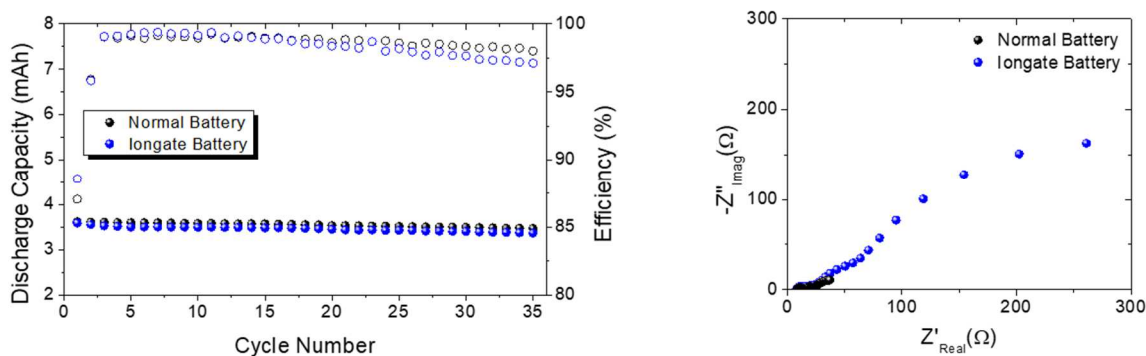 8
7
6
5
4
3
2
Discharge Capacity (mAh)
100
95
90
85
80
Efficiency (%)
Normal Battery
Iongate Battery
0 5 10 15 20 25 30 35
Cycle Number
300
200
100
0
-Z''Imag(Ω)
Normal Battery
Iongate Battery
0 100 200 300
Z'Real(Ω)